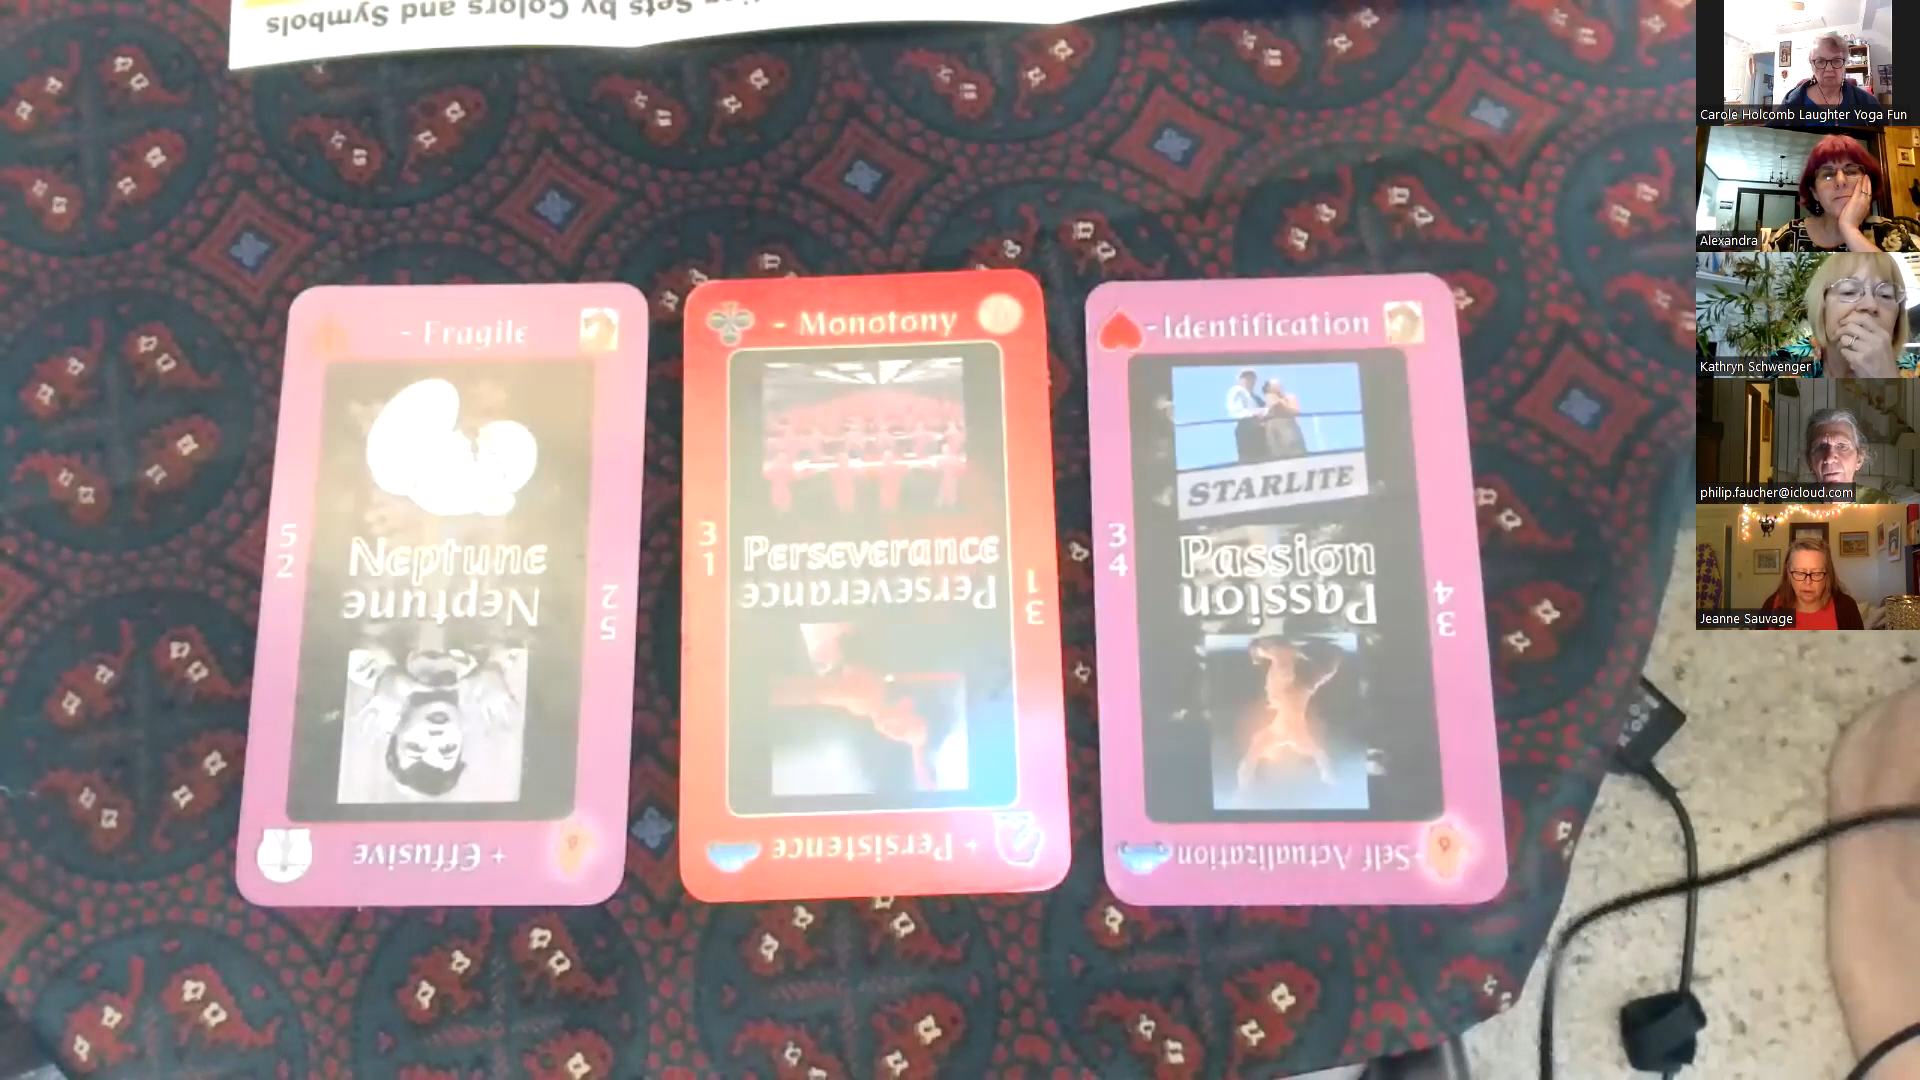 Sets by Colors and Symbols
- Fragile
5
2
Neptune
Neptune
2
5
+ Effusive
- Monotony
3
1
Perseverance
Perseverance
3
1
+ Persistence
- Identification
STARLITE
3
4
Passion
Passion
3
4
Self Actualization
Carole Holcomb Laughter Yoga Fun
Alexandra
Kathryn Schwenger
philip.faucher@icloud.com
Jeanne Sauvage